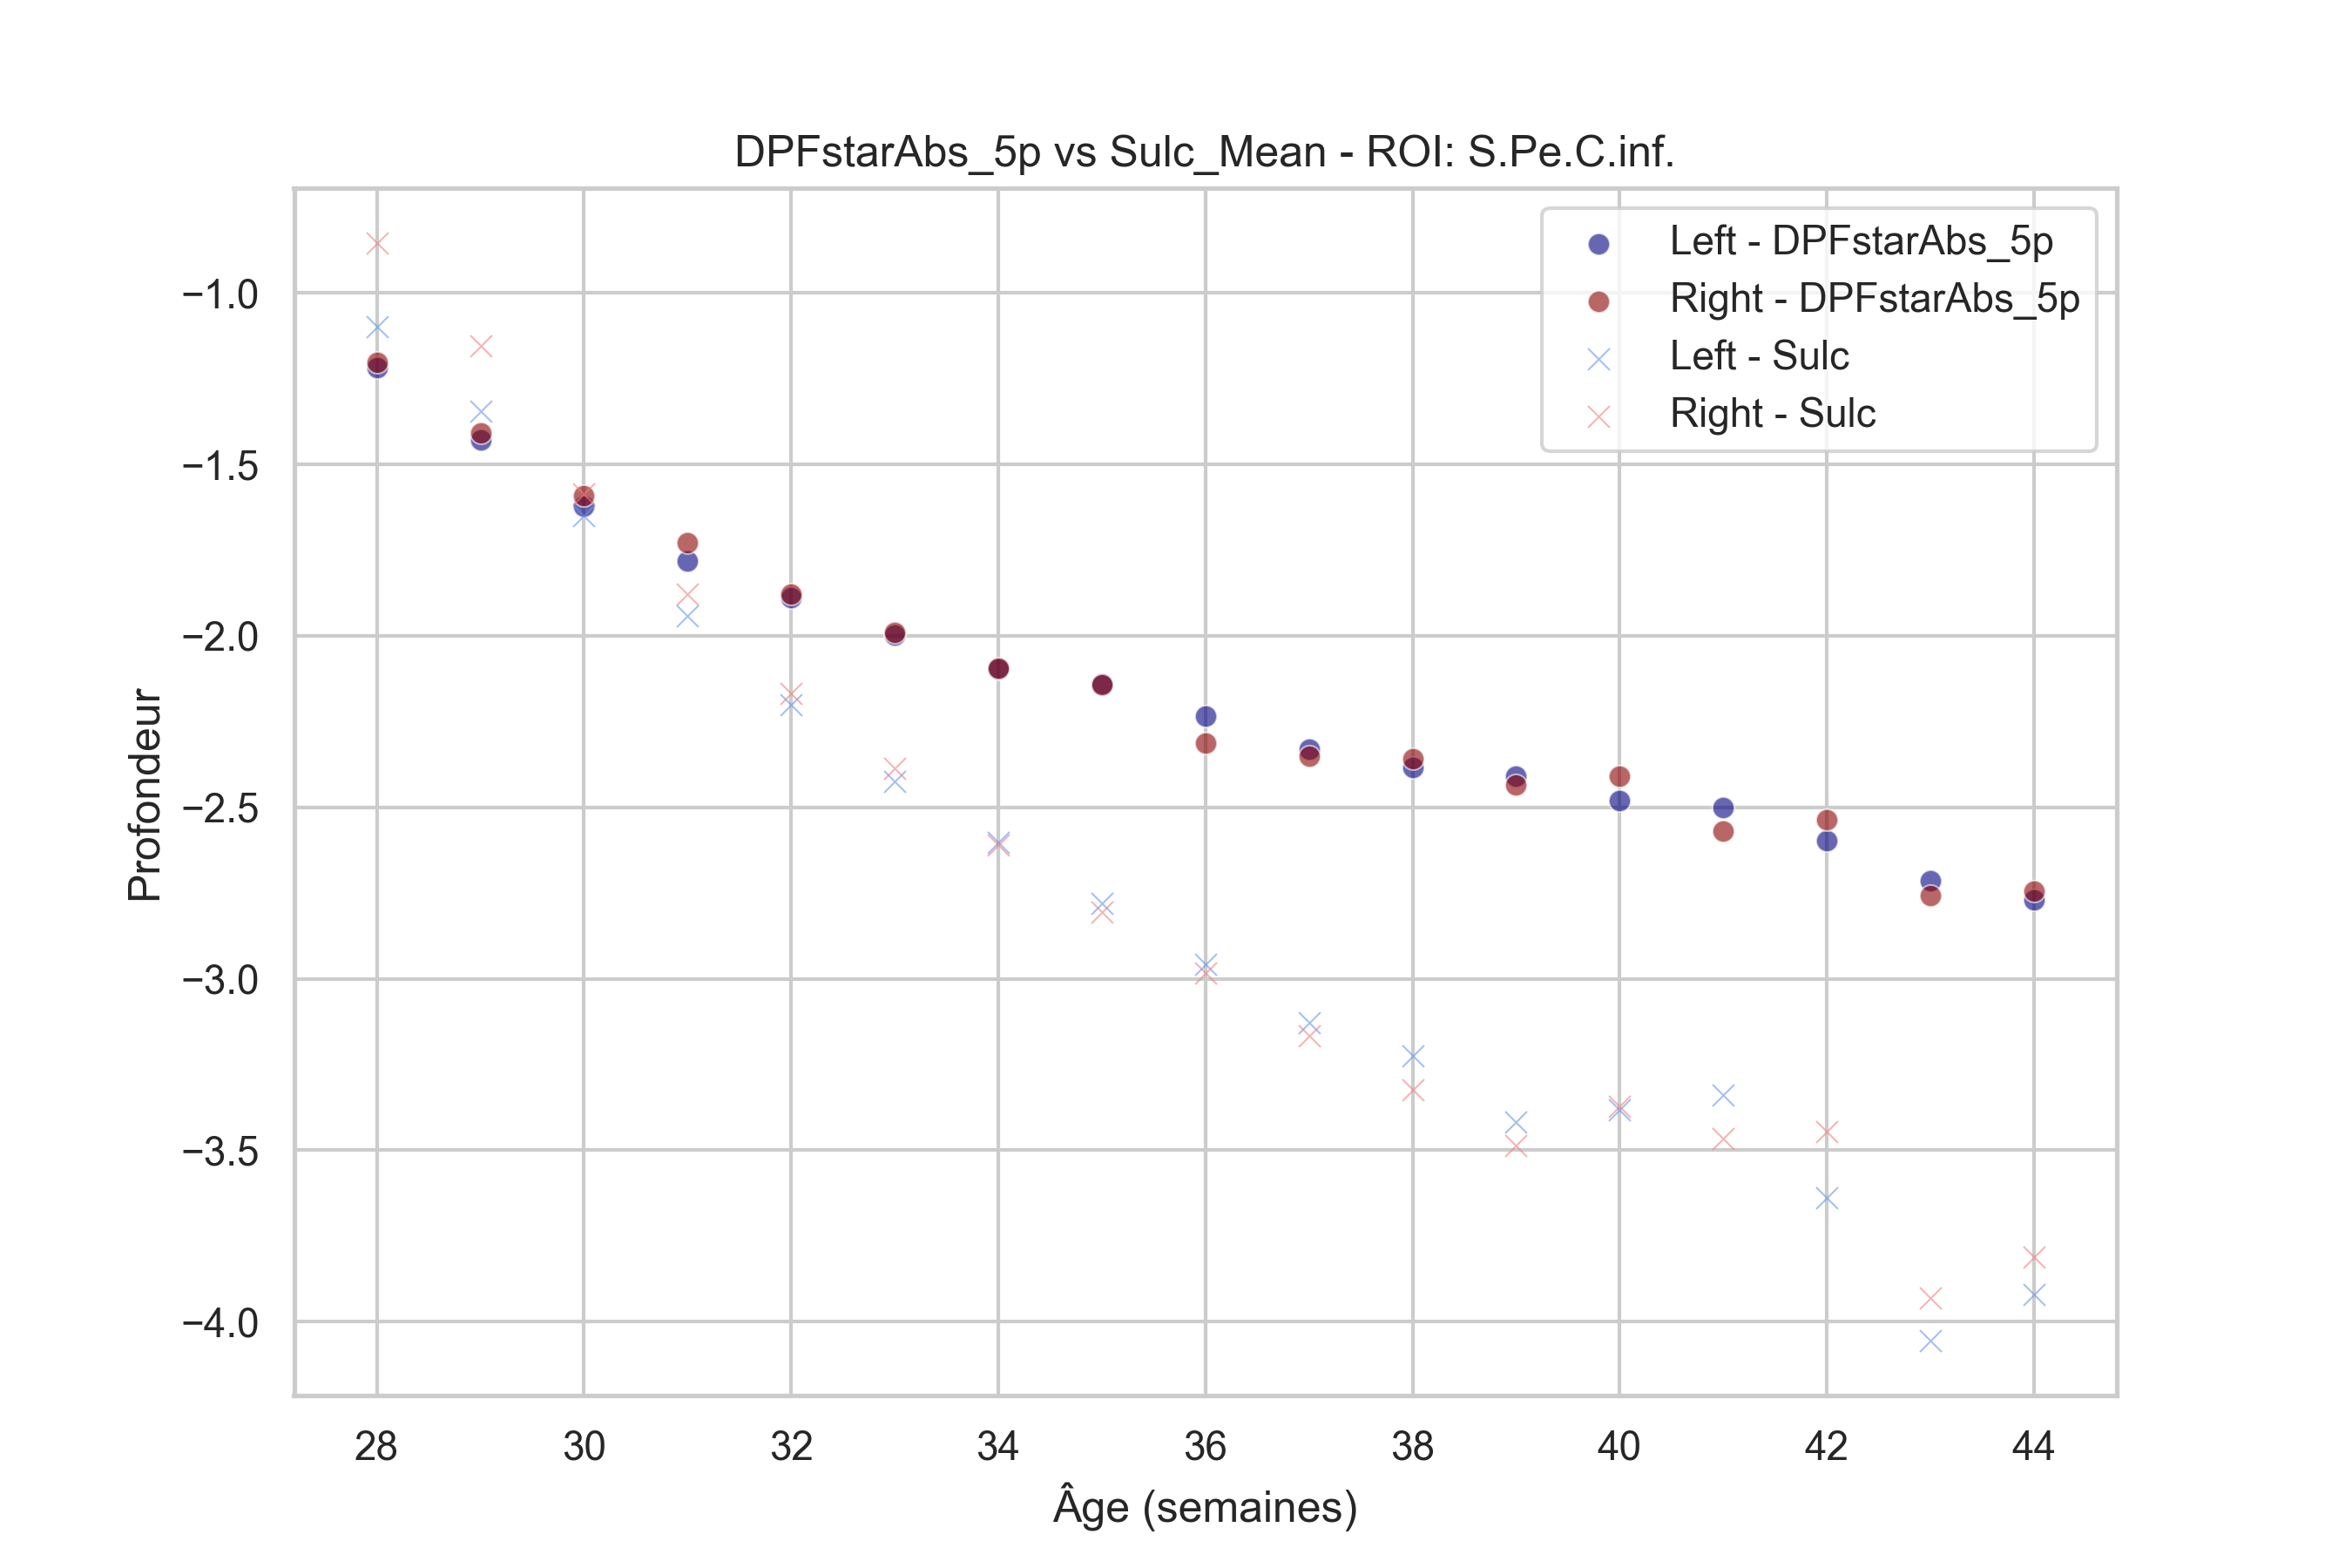 DPFstarAbs_5p vs Sulc_Mean - ROI: S.Pe.C.inf.
Left - DPFstarAbs_5p
Right - DPFstarAbs_5p
Left - Sulc
Right - Sulc
−1.0
−1.5
−2.0
−2.5
−3.0
−3.5
−4.0
Profondeur
28 30 32 34 36 38 40 42 44
Âge (semaines)